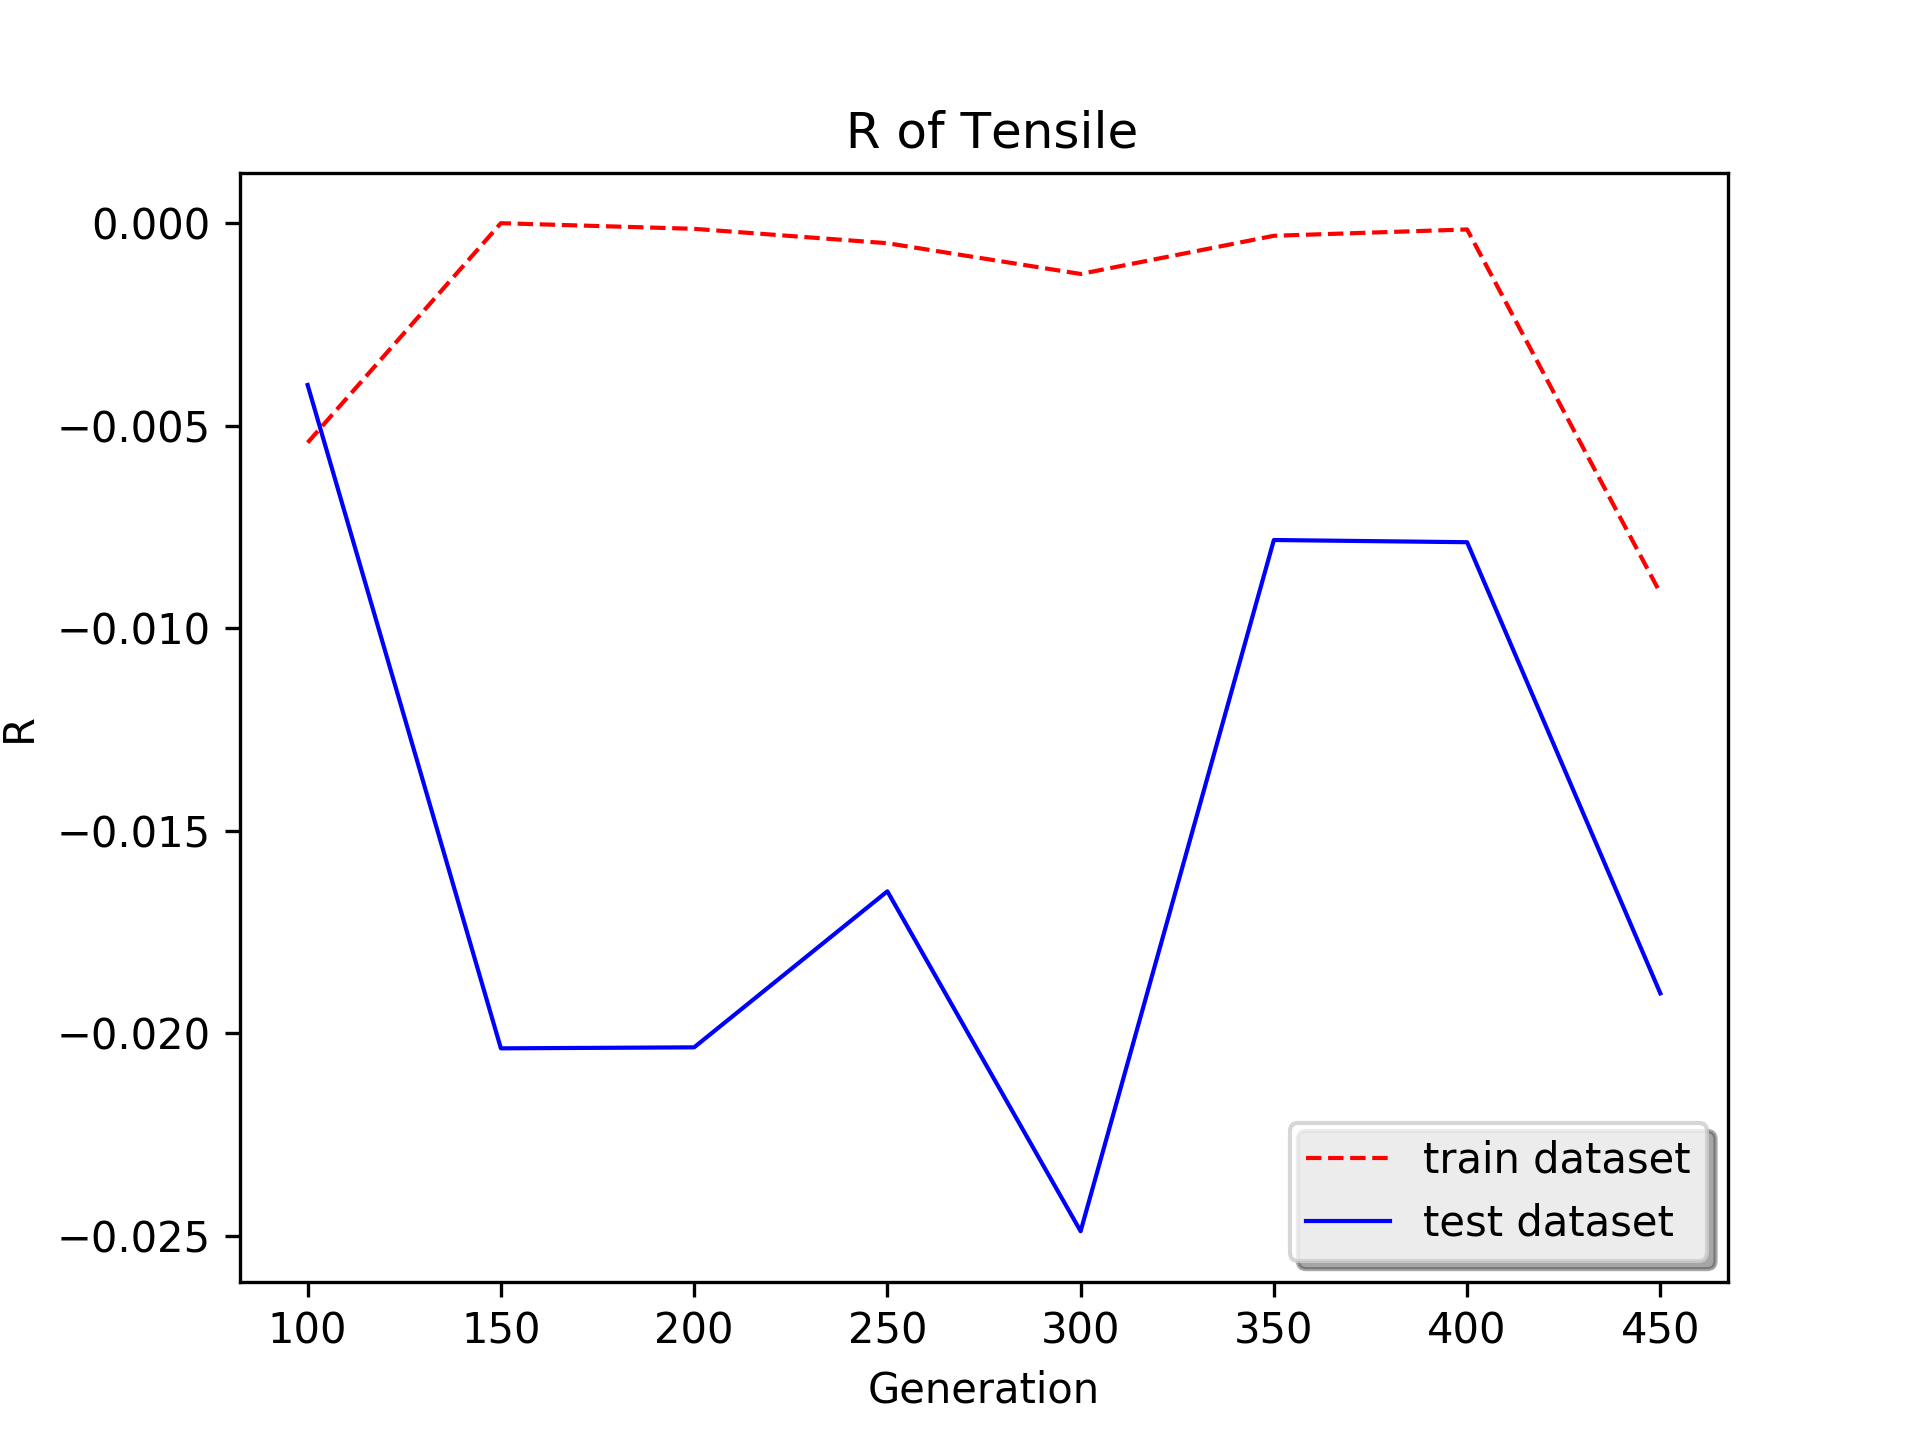 R of Tensile
0.000
−0.005
−0.010
−0.015
−0.020
−0.025
R
100 150 200 250 300 350 400 450
Generation
train dataset
test dataset